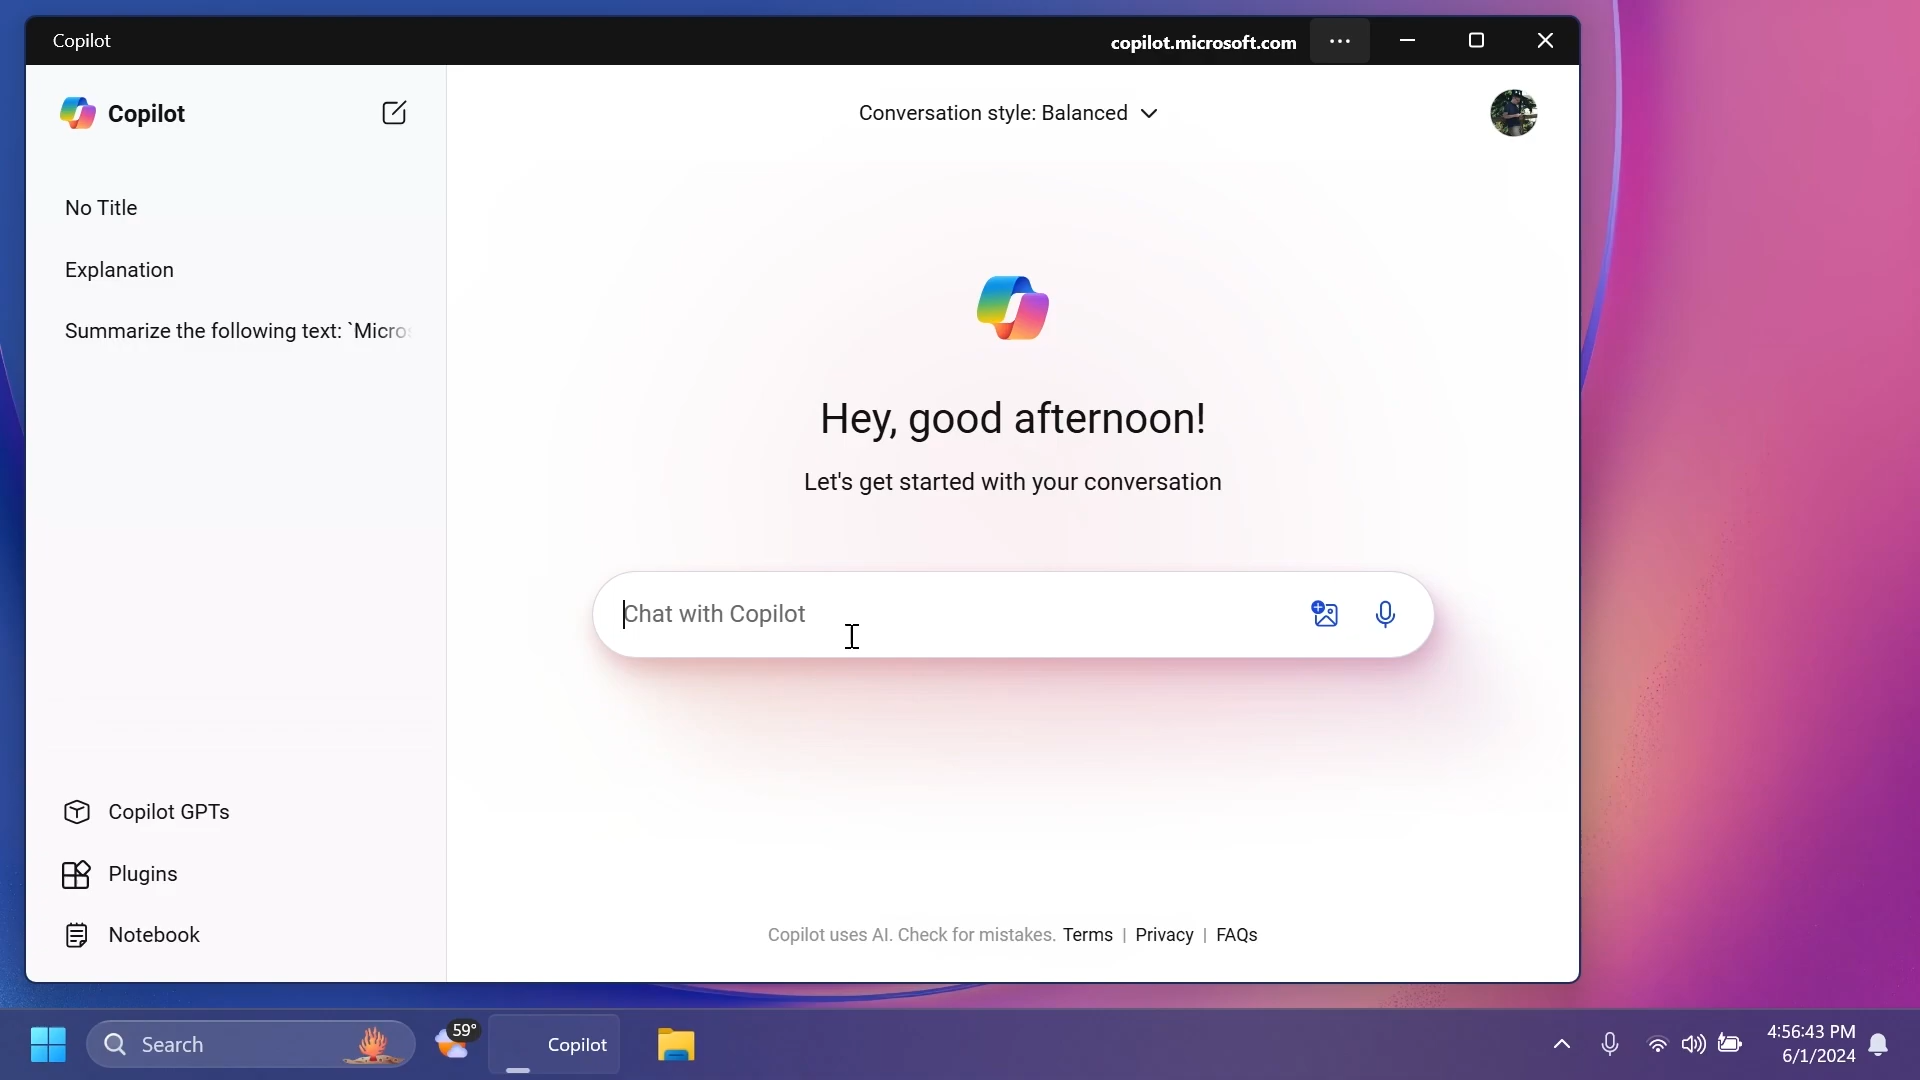 Copilot
copilot.microsoft.com
Copilot
Conversation style: Balanced
No Title
Explanation
Summarize the following text: `Micros
Hey, good afternoon!
Let's get started with your conversation
Chat with Copilot
Copilot GPTs
Plugins
Notebook
Copilot uses AI. Check for mistakes. Terms | Privacy | FAQs
Search
59°
Copilot
4:56:43 PM
6/1/2024